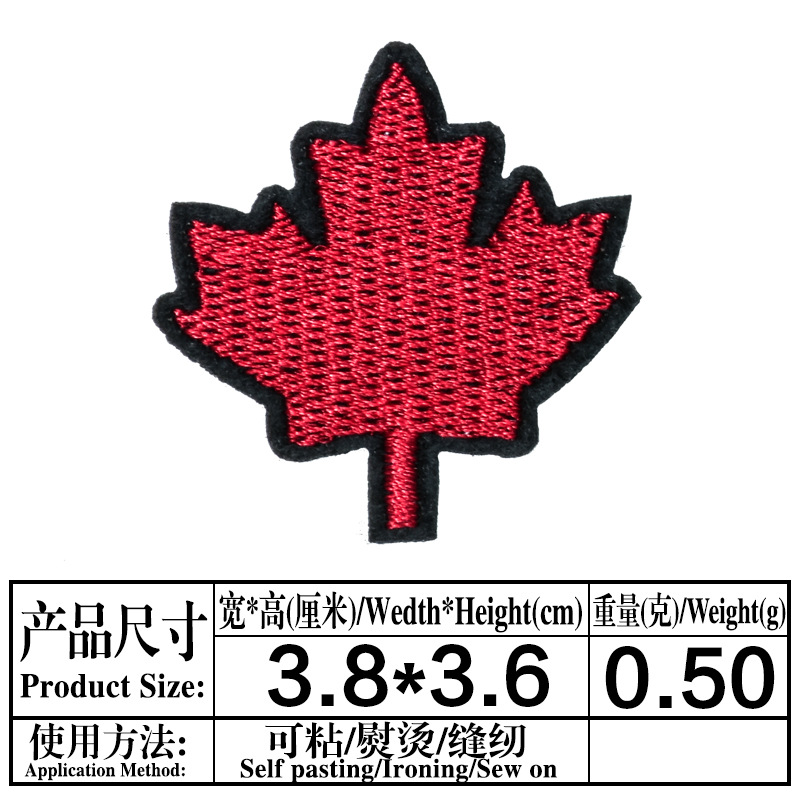 产品尺寸
Product Size:
宽*高(厘米)/Wedth*Height(cm)
重量(克)/Weight(g)
3.8*3.6
0.50
使用方法:
Application Method:
可粘/熨烫/缝纫
Self pasting/Ironing/Sew on